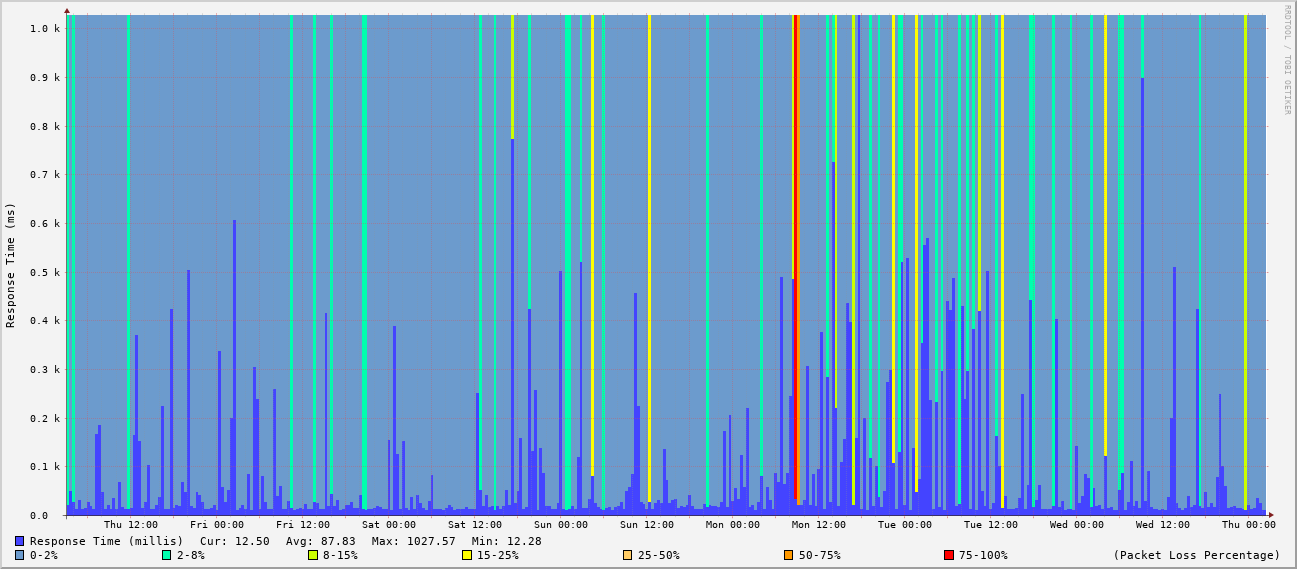 RRDTOOL / TOBI OETIKER
Response Time (ms)
1.0 k
0.9 k
0.8 k
0.7 k
0.6 k
0.5 k
0.4 k
0.3 k
0.2 k
0.1 k
0.0
Thu 12:00 Fri 00:00 Fri 12:00 Sat 00:00 Sat 12:00 Sun 00:00 Sun 12:00 Mon 00:00 Mon 12:00 Tue 00:00 Tue 12:00 Wed 00:00 Wed 12:00 Thu 00:00
Response Time (millis) Cur: 12.50 Avg: 87.83 Max: 1027.57 Min: 12.28
0-2% 2-8% 8-15% 15-25% 25-50% 50-75% 75-100% (Packet Loss Percentage)